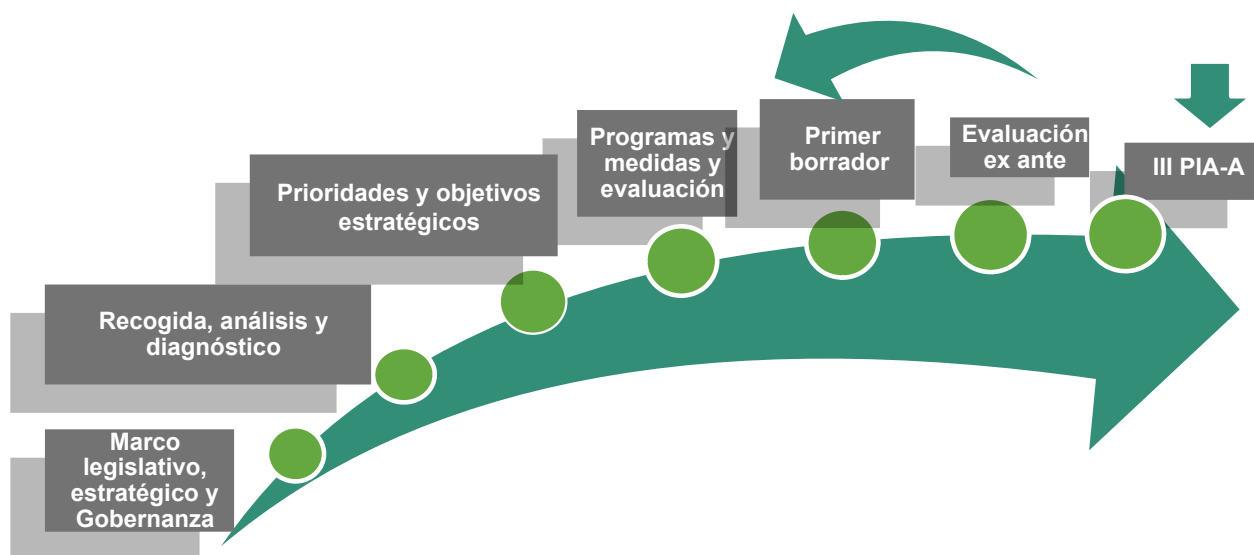 Marco
legislativo,
estratégico y
Gobernanza
Recogida, análisis y
diagnóstico
Prioridades y objetivos
estratégicos
Programas y
medidas y
evaluación
Primer
borrador
Evaluación
ex ante
III PIA-A